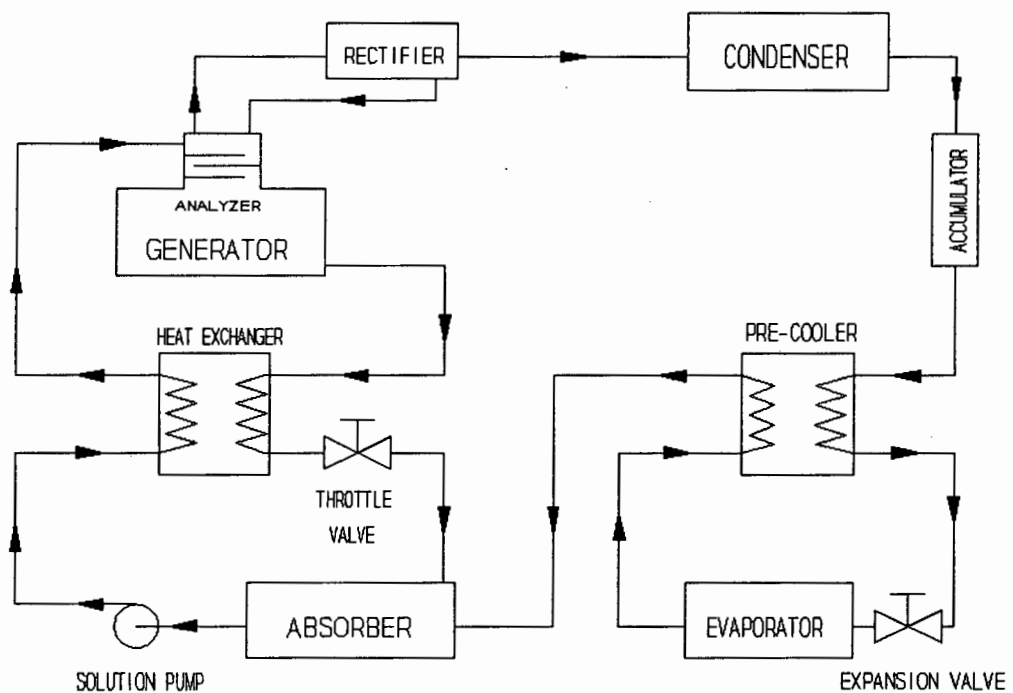 RECTIFIER
CONDENSER
ACCUMULATOR
ANALYZER
GENERATOR
HEAT EXCHANGER
PRE-COOLER
THROTTLE
VALVE
ABSORBER
EVAPORATOR
SOLUTION PUMP
EXPANSION VALVE